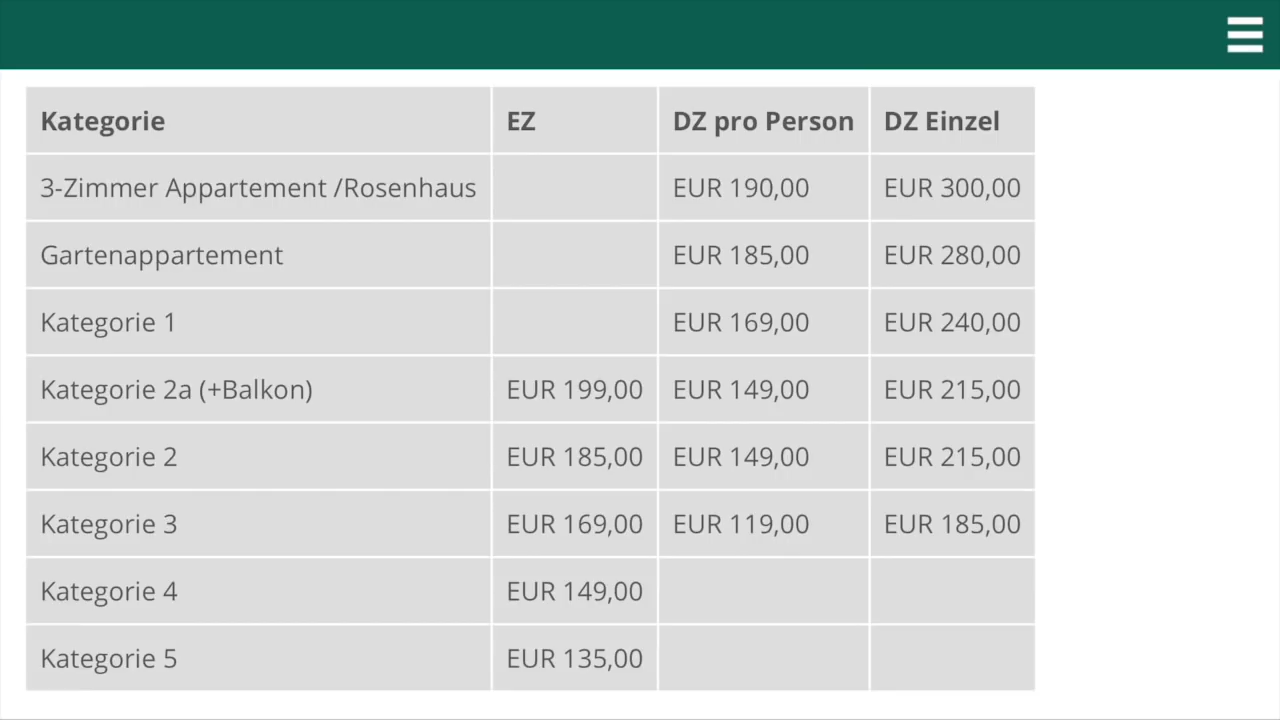 Kategorie EZ DZ pro Person DZ Einzel
3-Zimmer Appartement /Rosenhaus EUR 190,00 EUR 300,00
Gartenappartement EUR 185,00 EUR 280,00
Kategorie 1 EUR 169,00 EUR 240,00
Kategorie 2a (+Balkon) EUR 199,00 EUR 149,00 EUR 215,00
Kategorie 2 EUR 185,00 EUR 149,00 EUR 215,00
Kategorie 3 EUR 169,00 EUR 119,00 EUR 185,00
Kategorie 4 EUR 149,00
Kategorie 5 EUR 135,00